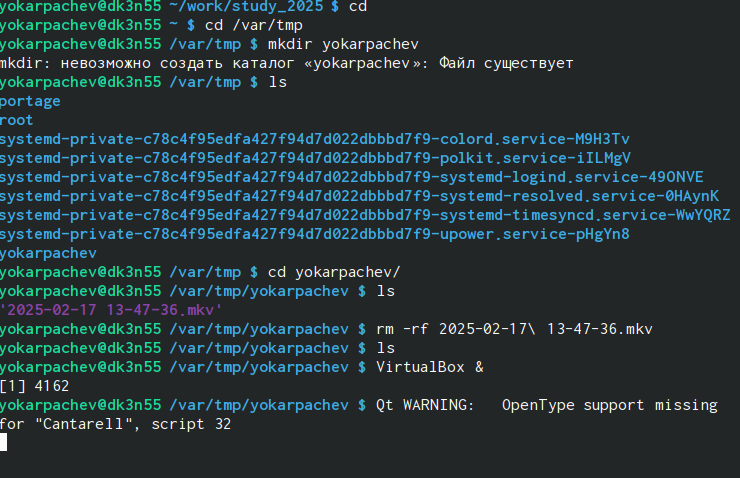 yokarpachev@dk3n55 ~/work/study_2025 $ cd
yokarpachev@dk3n55 ~ $ cd /var/tmp
yokarpachev@dk3n55 /var/tmp $ mkdir yokarpachev
mkdir: невозможно создать каталог «yokarpachev»: Файл существует
yokarpachev@dk3n55 /var/tmp $ ls
portage
root
systemd-private-c78c4f95edfa427f94d7d022dbbbd7f9-colord.service-M9H3Tv
systemd-private-c78c4f95edfa427f94d7d022dbbbd7f9-polkit.service-iILMgV
systemd-private-c78c4f95edfa427f94d7d022dbbbd7f9-systemd-logind.service-49ONVE
systemd-private-c78c4f95edfa427f94d7d022dbbbd7f9-systemd-resolved.service-0HAynK
systemd-private-c78c4f95edfa427f94d7d022dbbbd7f9-systemd-timesyncd.service-WwYQRZ
systemd-private-c78c4f95edfa427f94d7d022dbbbd7f9-upower.service-pHgYn8
yokarpachev
yokarpachev@dk3n55 /var/tmp $ cd yokarpachev/
yokarpachev@dk3n55 /var/tmp/yokarpachev $ ls
'2025-02-17 13-47-36.mkv'
yokarpachev@dk3n55 /var/tmp/yokarpachev $ rm -rf 2025-02-17\ 13-47-36.mkv
yokarpachev@dk3n55 /var/tmp/yokarpachev $ ls
yokarpachev@dk3n55 /var/tmp/yokarpachev $ VirtualBox &
[1] 4162
yokarpachev@dk3n55 /var/tmp/yokarpachev $ Qt WARNING:   OpenType support missing
for "Cantarell", script 32